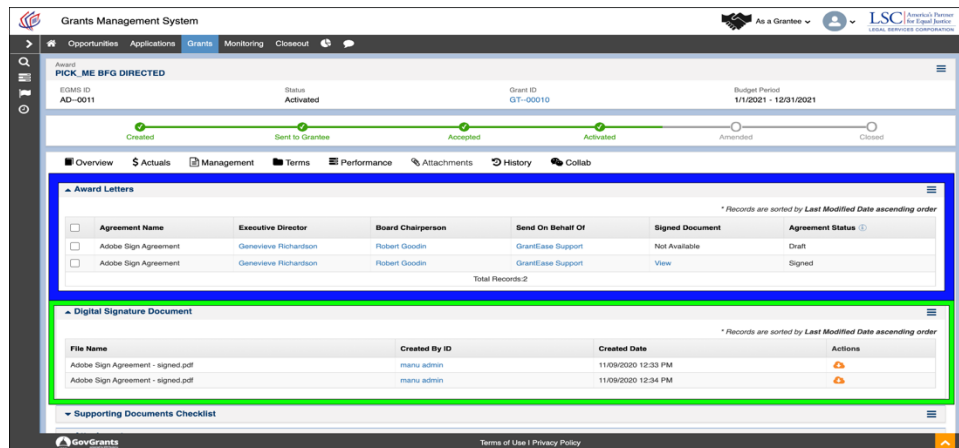 Grants Management System
As a Grantee
LSC America's Partner for Equal Justice
LEGAL SERVICES CORPORATION
Opportunities Applications Grants Monitoring Closeout
Award
PICK_ME BFG DIRECTED
EGMS ID Status Grant ID Budget Period
AD--0011 Activated GT--00010 1/1/2021 - 12/31/2021
Created Sent to Grantee Accepted Activated Amended Closed
Overview $ Actuals Management Terms Performance Attachments History Collab
Award Letters
* Records are sorted by Last Modified Date ascending order
Agreement Name Executive Director Board Chairperson Send On Behalf Of Signed Document Agreement Status
Adobe Sign Agreement Genevieve Richardson Robert Goodin GrantEase Support Not Available Draft
Adobe Sign Agreement Genevieve Richardson Robert Goodin GrantEase Support View Signed
Total Records:2
Digital Signature Document
* Records are sorted by Last Modified Date ascending order
File Name Created By ID Created Date Actions
Adobe Sign Agreement - signed.pdf manu admin 11/09/2020 12:33 PM
Adobe Sign Agreement - signed.pdf manu admin 11/09/2020 12:34 PM
Supporting Documents Checklist
GovGrants Terms of Use I Privacy Policy